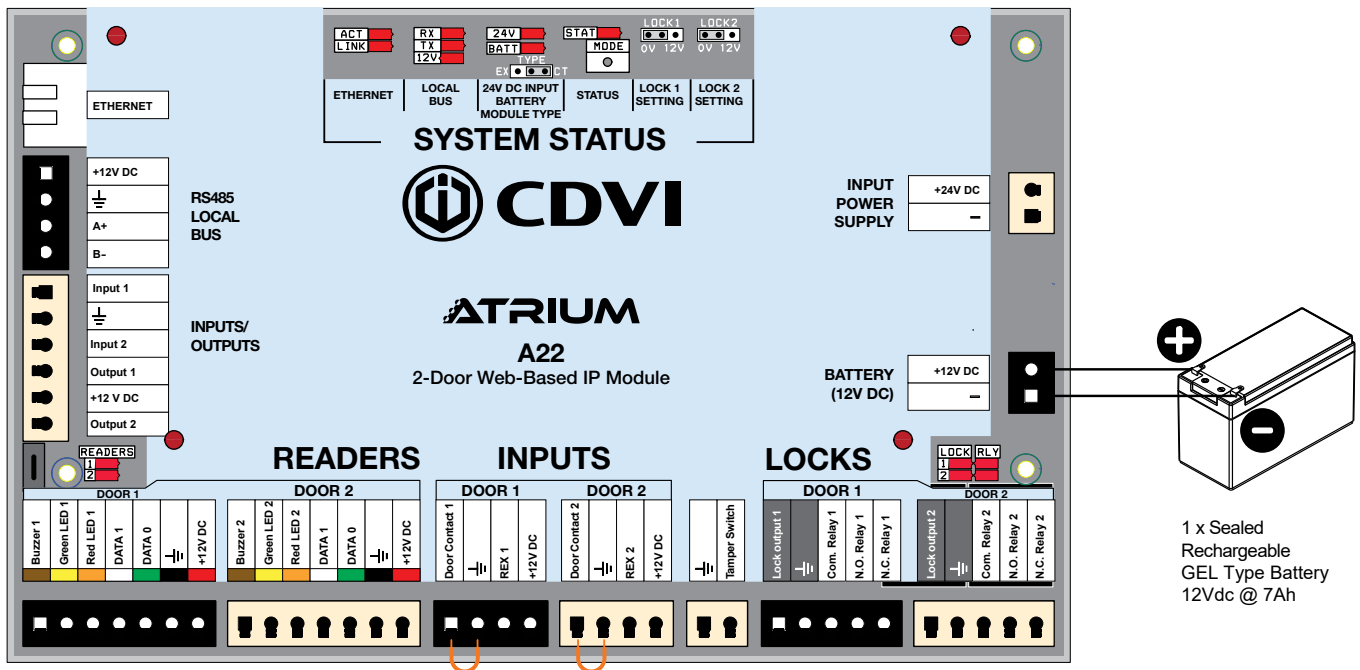 ACT
LINK
RX
TX
12V
24V
BATT
TYPE
EX CT
STAT
MODE
LOCK1
0V 12V
LOCK2
0V 12V
ETHERNET
LOCAL
BUS
24V DC INPUT
BATTERY
MODULE TYPE
STATUS
LOCK 1
SETTING
LOCK 2
SETTING
SYSTEM STATUS
CDVI
ATRIUM
A22
2-Door Web-Based IP Module
ETHERNET
+12V DC
A+
B-
RS485
LOCAL
BUS
Input 1
Input 2
Output 1
+12 V DC
Output 2
INPUTS/
OUTPUTS
INPUT
POWER
SUPPLY
+24V DC
–
BATTERY
(12V DC)
+12V DC
–
+
-
1 x Sealed
Rechargeable
GEL Type Battery
12Vdc @ 7Ah
READERS
1
2
READERS
INPUTS
LOCKS
LOCK RLY
1
2
DOOR 1
Buzzer 1
Green LED 1
Red LED 1
DATA 1
DATA 0
+12V DC
DOOR 2
Buzzer 2
Green LED 2
Red LED 2
DATA 1
DATA 0
+12V DC
DOOR 1
Door Contact 1
REX 1
+12V DC
DOOR 2
Door Contact 2
REX 2
+12V DC
Tamper Switch
DOOR 1
Lock output 1
Com. Relay 1
N.O. Relay 1
N.C. Relay 1
DOOR 2
Lock output 2
Com. Relay 2
N.O. Relay 2
N.C. Relay 2